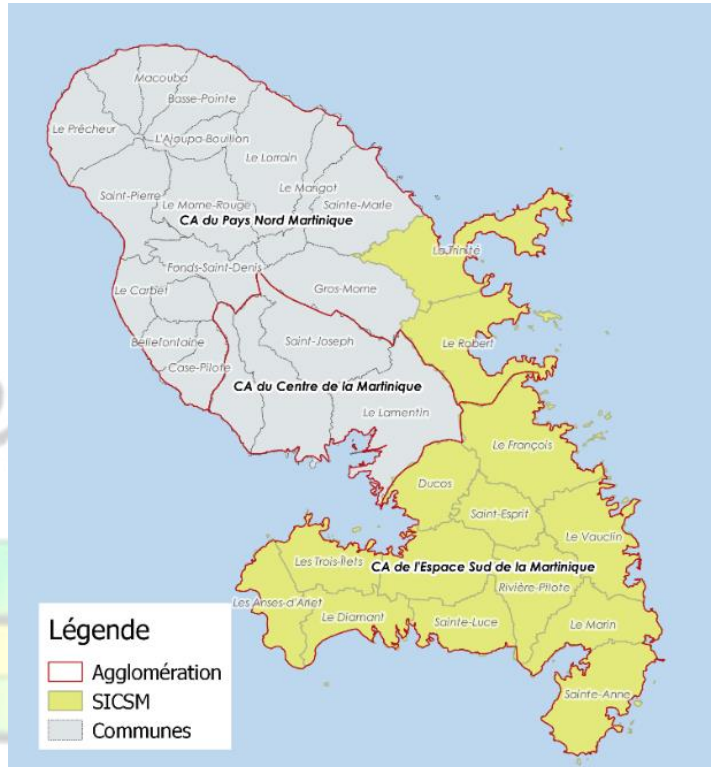 Macouba
Basse-Pointe
Le Prêcheur
L'Ajoupa-Bouillon
Le Lorrain
Saint-Pierre
Le Morne-Rouge
Le Marigot
Sainte-Marie
CA du Pays Nord Martinique
La Trinité
Fonds-Saint-Denis
Le Carbet
Gros-Morne
Bellefontaine
Saint-Joseph
Le Robert
Case-Pilote
CA du Centre de la Martinique
Le Lamentin
Le François
Ducos
Saint-Esprit
Le Vauclin
Les Trois-Îlets
CA de l'Espace Sud de la Martinique
Rivière-Pilote
Les Anses-d'Arlet
Le Diamant
Sainte-Luce
Le Marin
Sainte-Anne
Légende
Agglomération
SICSM
Communes